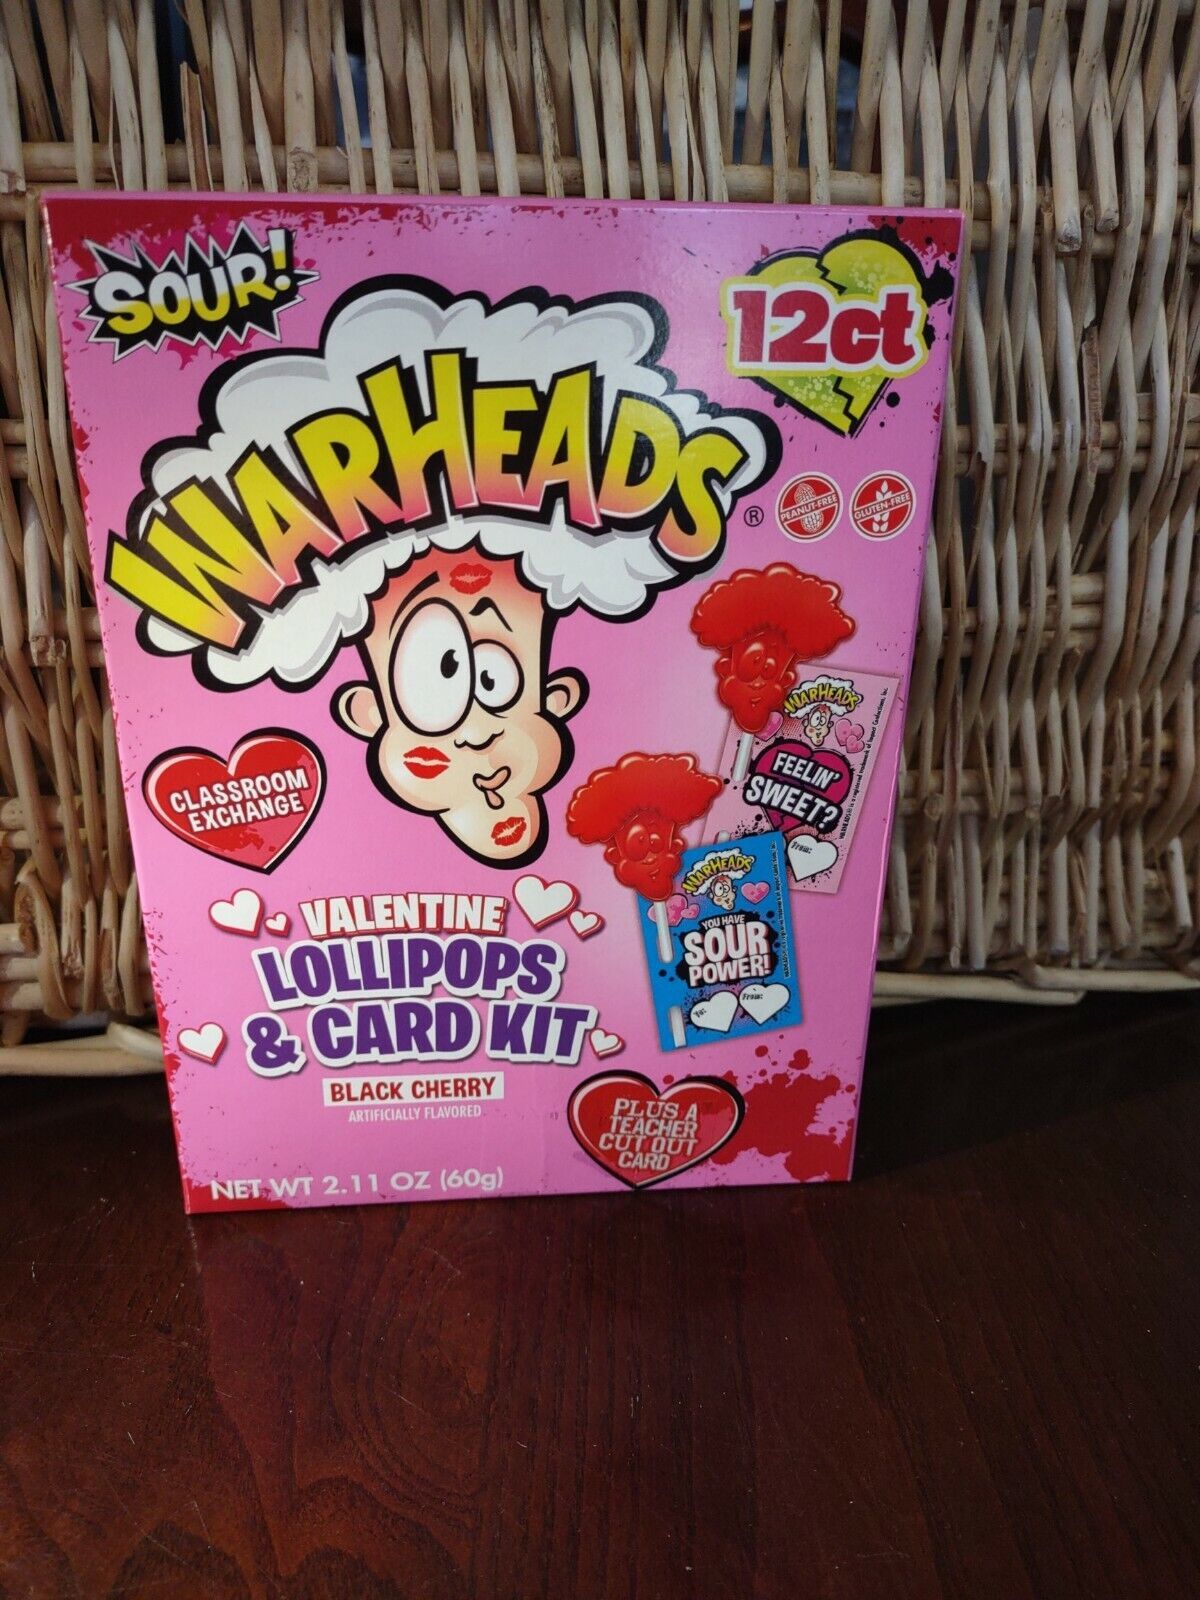 SOUR!
12ct
WARHEADS®
PEANUT-FREE
GLUTEN-FREE
WARHEADS
FEELIN'
SWEET?
From:
CLASSROOM
EXCHANGE
WARHEADS
YOU HAVE
SOUR
POWER!
To:
From:
VALENTINE
LOLLIPOPS
& CARD KIT
BLACK CHERRY
ARTIFICIALLY FLAVORED
PLUS A
TEACHER
CUT OUT
CARD
NET WT 2.11 OZ (60g)